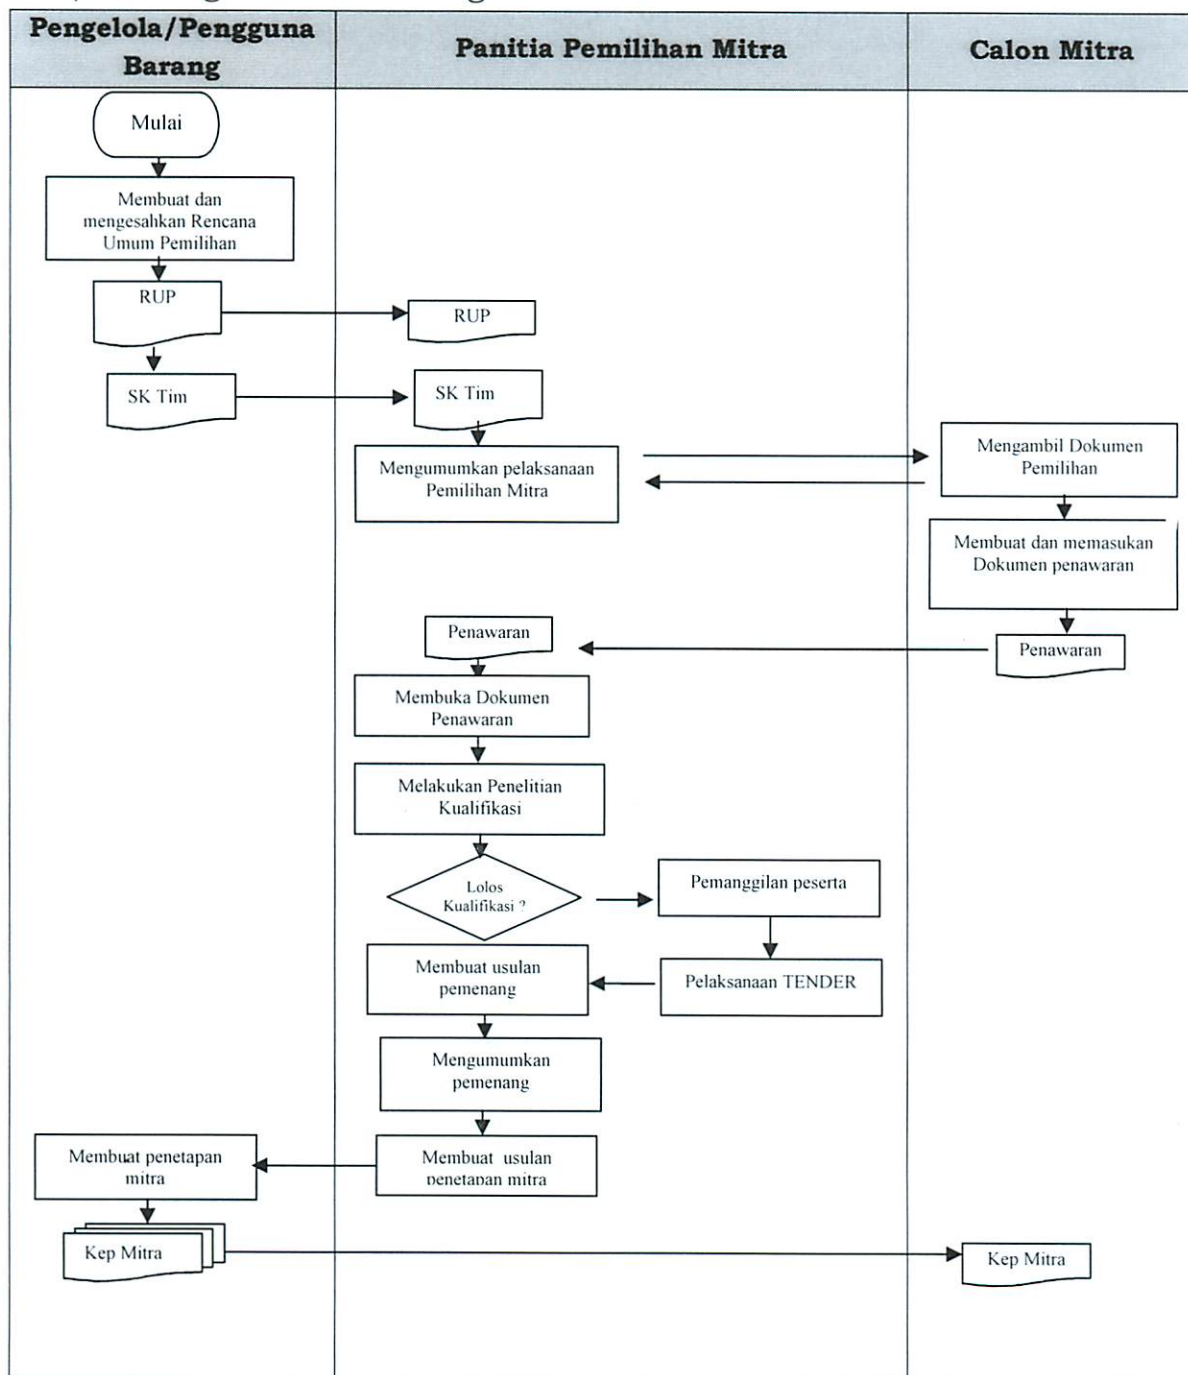 Pengelola/Pengguna
Barang
Panitia Pemilihan Mitra
Calon Mitra
Mulai
Membuat dan
mengesahkan Rencana
Umum Pemilihan
RUP
RUP
SK Tim
SK Tim
Mengumumkan pelaksanaan
Pemilihan Mitra
Mengambil Dokumen
Pemilihan
Membuat dan memasukan
Dokumen penawaran
Penawaran
Penawaran
Membuka Dokumen
Penawaran
Melakukan Penelitian
Kualifikasi
Lolos
Kualifikasi ?
Pemanggilan peserta
Membuat usulan
pemenang
Pelaksanaan TENDER
Mengumumkan
pemenang
Membuat penetapan
mitra
Membuat usulan
penetapan mitra
Kep Mitra
Kep Mitra